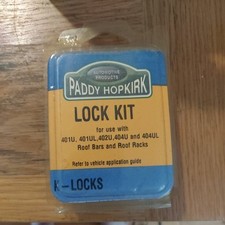 AUTOMOTIVE
PRODUCTS
PADDY HOPKIRK
LOCK KIT
for use with
401U, 401UL, 402U, 404U and 404UL
Roof Bars and Roof Racks
Refer to vehicle application guide
K-LOCKS